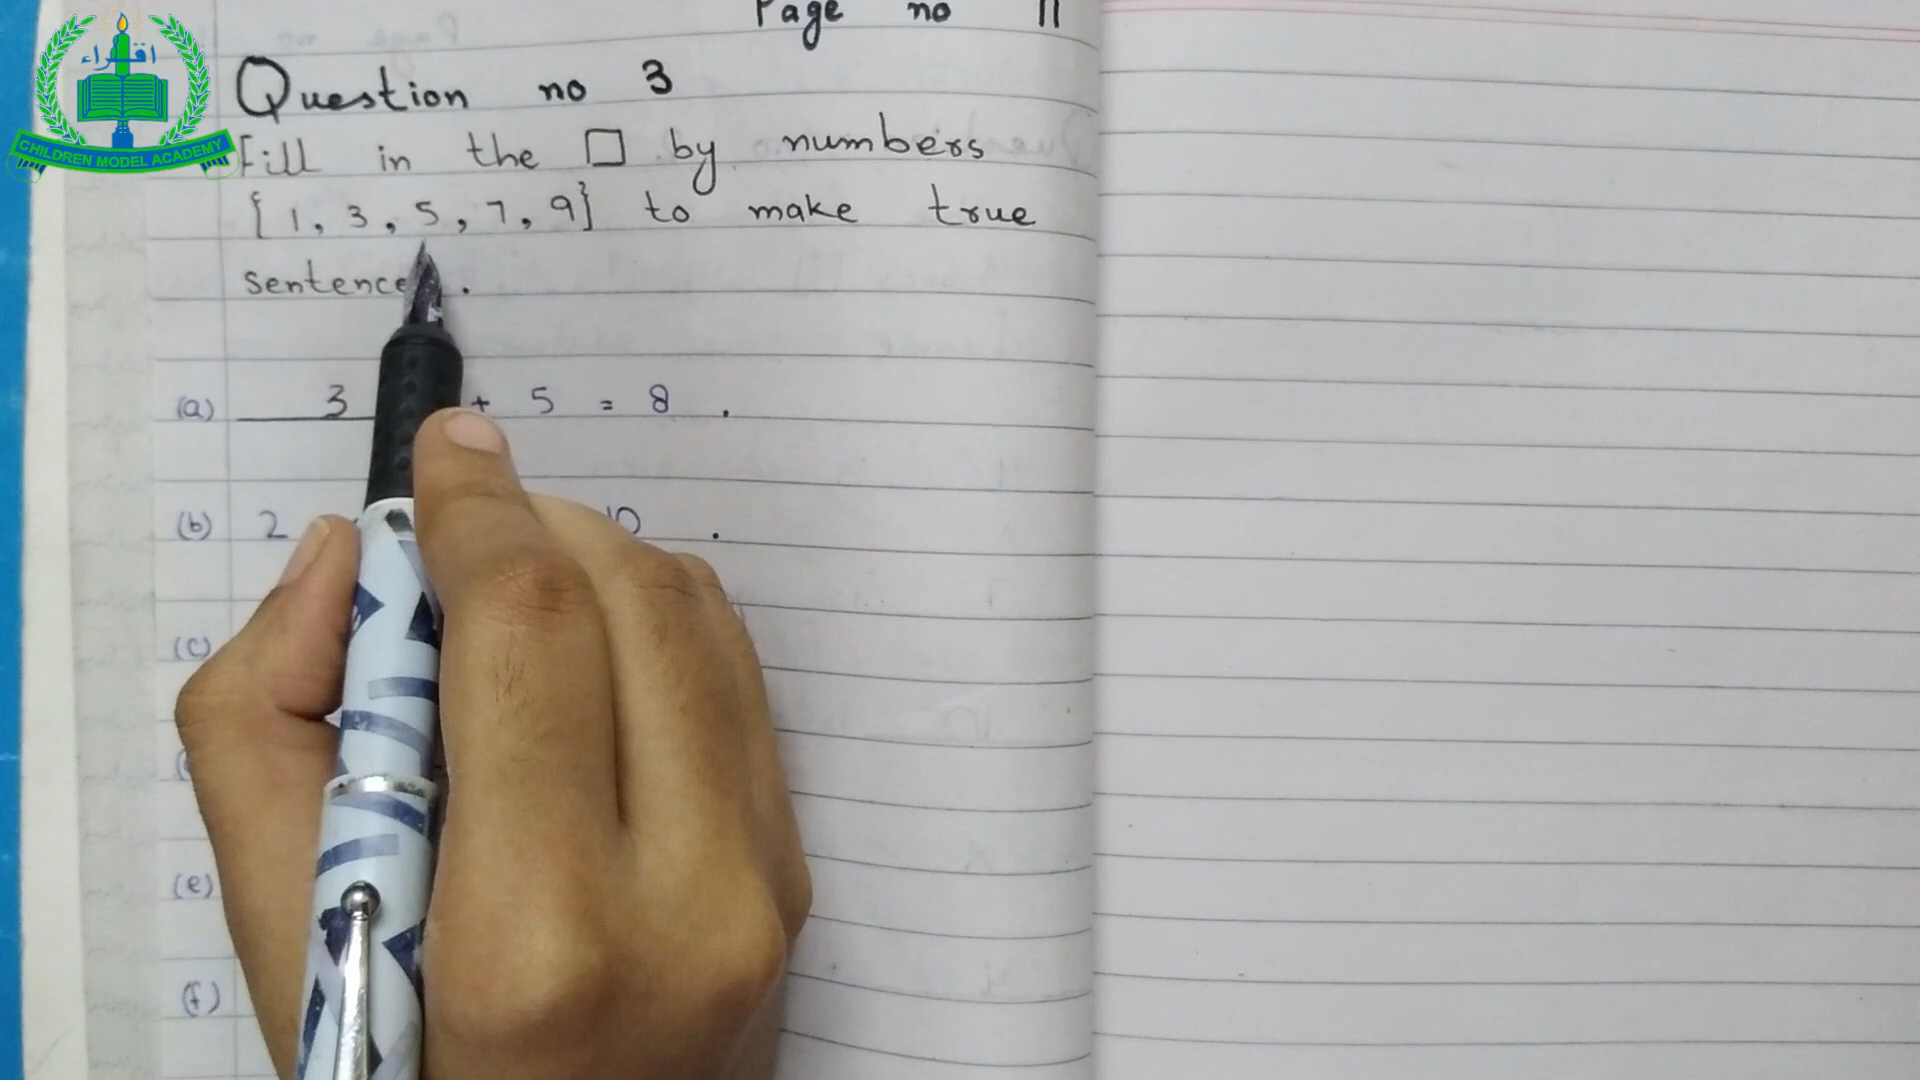 Page no 11
اقراء
CHILDREN MODEL ACADEMY
Question no 3
Fill in the □ by numbers
{1, 3, 5, 7, 9} to make true
sentence .
(a) 3 + 5 = 8 .
(b) 2 10 .
(c)
(e)
(f)